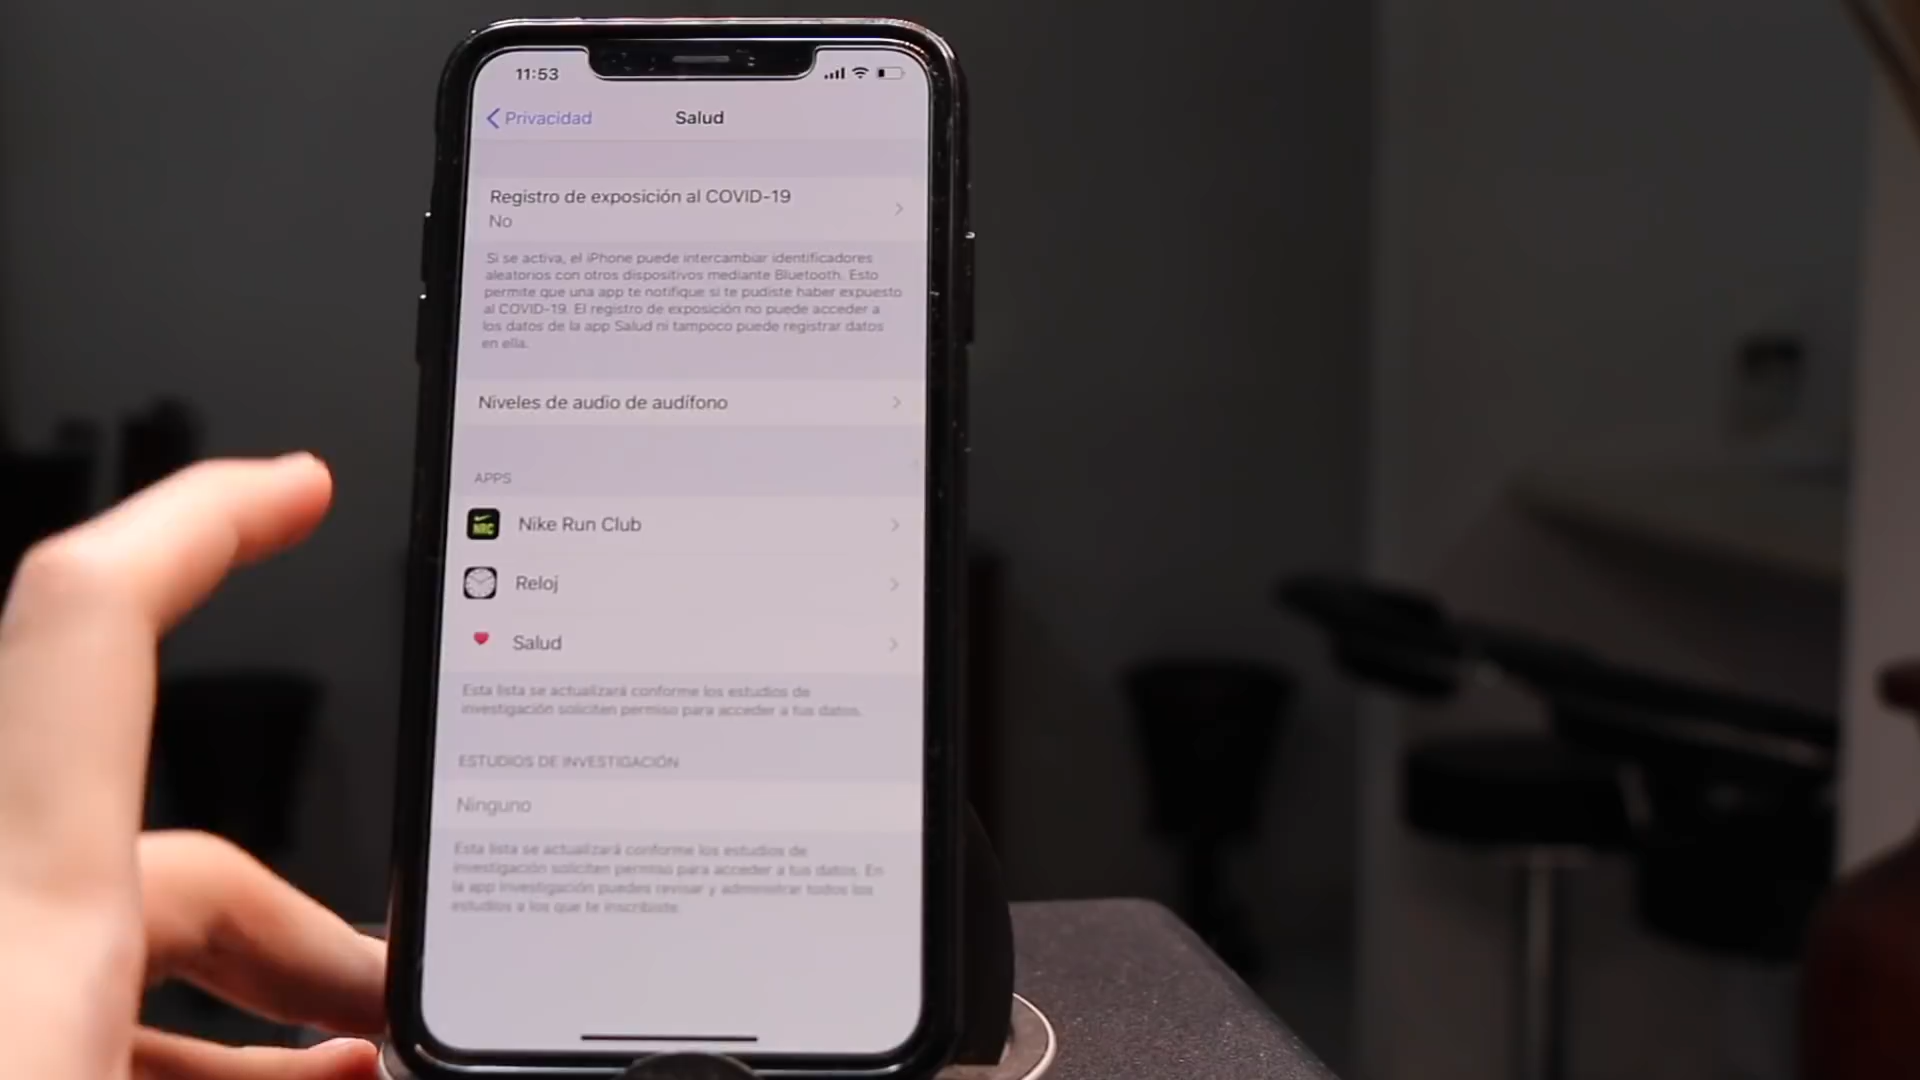 11:53
Privacidad
Salud
Registro de exposición al COVID-19
No
Si se activa, el iPhone puede intercambiar identificadores
aleatorios con otros dispositivos mediante Bluetooth. Esto
permite que una app te notifique si te pudiste haber expuesto
al COVID-19. El registro de exposición no puede acceder a
los datos de la app Salud ni tampoco puede registrar datos
en ella.
Niveles de audio de audífono
APPS
NRC
Nike Run Club
Reloj
Salud
Esta lista se actualizará conforme los estudios de
investigación soliciten permiso para acceder a tus datos.
ESTUDIOS DE INVESTIGACIÓN
Ninguno
Esta lista se actualizará conforme los estudios de
investigación soliciten permiso para acceder a tus datos. En
la app Investigación puedes revisar y administrar todos los
estudios a los que te inscribiste.